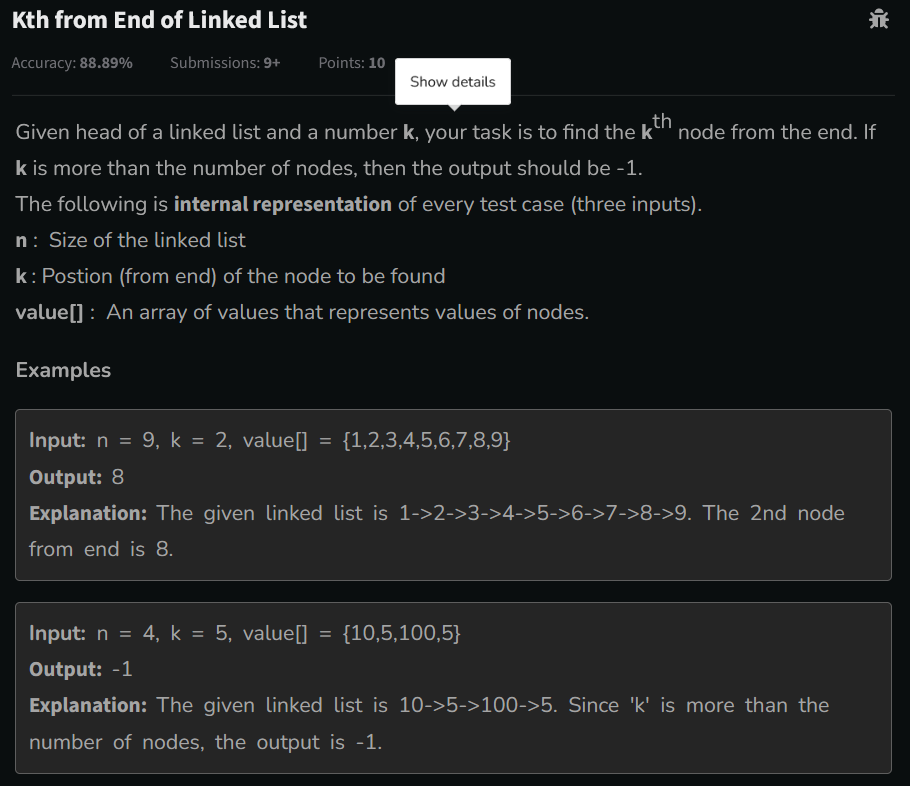 Kth from End of Linked List
Accuracy: 88.89%
Submissions: 9+
Points: 10
Show details
Given head of a linked list and a number k, your task is to find the kth node from the end. If
k is more than the number of nodes, then the output should be -1.
The following is internal representation of every test case (three inputs).
n : Size of the linked list
k : Postion (from end) of the node to be found
value[] : An array of values that represents values of nodes.
Examples
Input: n = 9, k = 2, value[] = {1,2,3,4,5,6,7,8,9}
Output: 8
Explanation: The given linked list is 1->2->3->4->5->6->7->8->9. The 2nd node
from end is 8.
Input: n = 4, k = 5, value[] = {10,5,100,5}
Output: -1
Explanation: The given linked list is 10->5->100->5. Since 'k' is more than the
number of nodes, the output is -1.